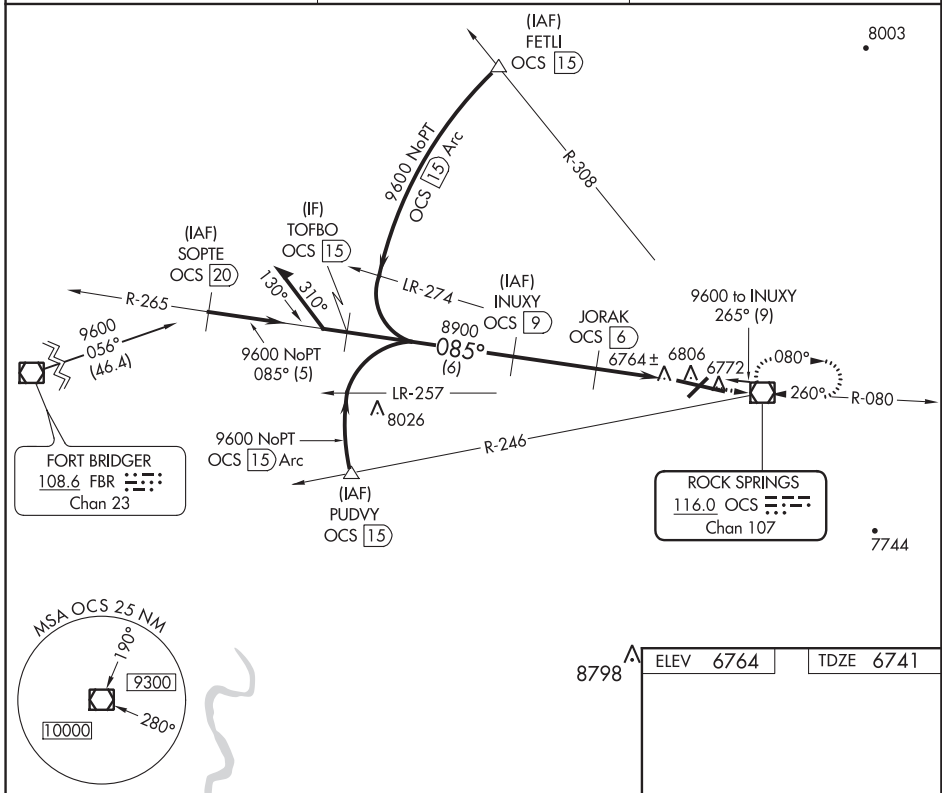 (IAF)
FETLI
OCS 15
8003
9600 NoPT
OCS 15 Arc
R-308
(IF)
TOFBO
OCS 15
(IAF)
SOPTE
OCS 20
130°
310°
LR-274
(IAF)
INUXY
OCS 9
JORAK
OCS 6
9600 to INUXY
265° (9)
R-265
9600
056°
(46.4)
9600 NoPT
085° (5)
8900
085°
(6)
6764±
6806
6772
080°
260°
R-080
LR-257
8026
R-246
9600 NoPT
OCS 15 Arc
(IAF)
PUDVY
OCS 15
FORT BRIDGER
108.6 FBR
Chan 23
ROCK SPRINGS
116.0 OCS
Chan 107
7744
MSA OCS 25 NM
190°
9300
280°
10000
8798
ELEV 6764
TDZE 6741